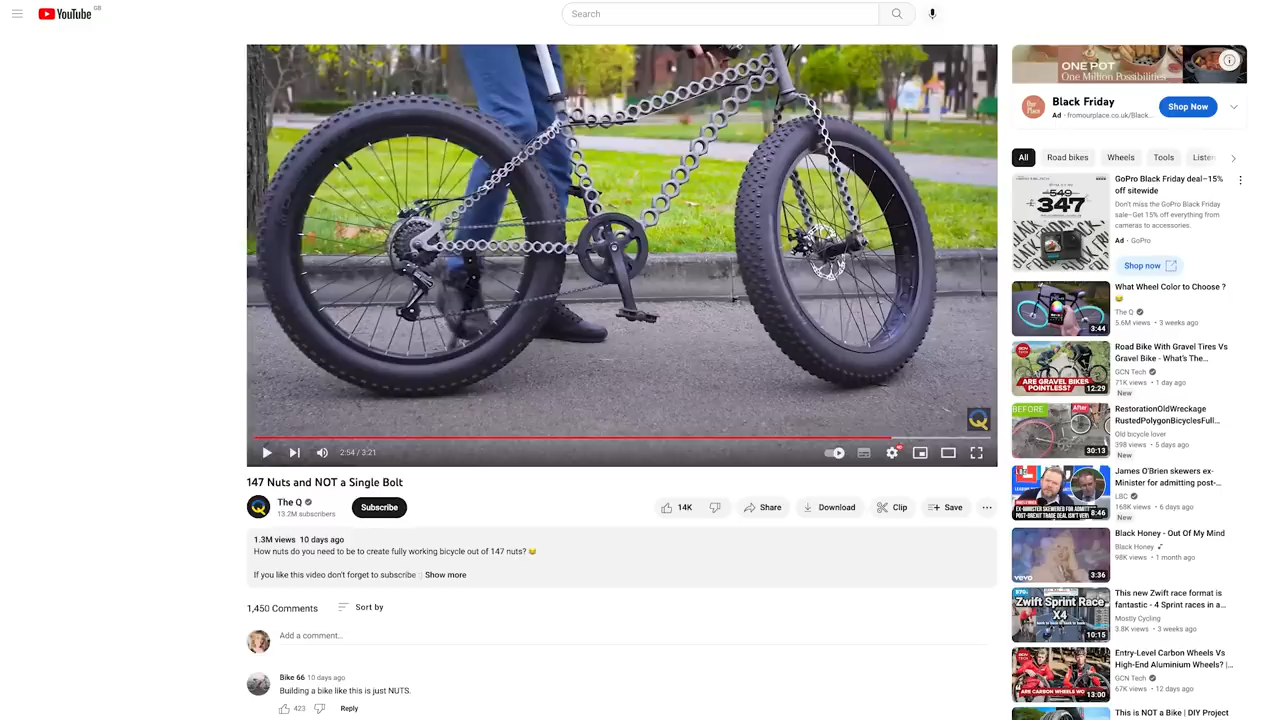 YouTube GB
Search
ONE POT
One Million Possibilities
Our Place
Black Friday
Ad · fromourplace.co.uk/Black...
Shop Now
All
Road bikes
Wheels
Tools
Listen
549
347
GoPro Black Friday deal–15% off sitewide
Don't miss the GoPro Black Friday sale–Get 15% off everything from cameras to accessories.
Ad · GoPro
Shop now
2:54 / 3:21
147 Nuts and NOT a Single Bolt
The Q
13.2M subscribers
Subscribe
14K
Share
Download
Clip
Save
1.3M views 10 days ago
How nuts do you need to be to create fully working bicycle out of 147 nuts? 😅
If you like this video don't forget to subscribe :) Show more
1,450 Comments
Sort by
Add a comment...
Bike 66 10 days ago
Building a bike like this is just NUTS.
423
Reply
3:44
What Wheel Color to Choose ?
😅
The Q
5.6M views • 3 weeks ago
ARE GRAVEL BIKES
POINTLESS?
12:29
Road Bike With Gravel Tires Vs
Gravel Bike - What's The...
GCN Tech
71K views • 1 day ago
New
BEFORE
After
30:13
RestorationOldWreckage
RustedPolygonBicyclesFull...
Old bicycle lover
398 views • 5 days ago
New
LBC
8:46
James O'Brien skewers ex-
Minister for admitting post-...
LBC
168K views • 6 days ago
New
vevo
3:36
Black Honey - Out Of My Mind
Black Honey
98K views • 1 month ago
Zwift Sprint Race
X4
10:15
This new Zwift race format is
fantastic - 4 Sprint races in a...
Mostly Cycling
3.8K views • 3 weeks ago
ARE CARBON WHEELS WO
13:00
Entry-Level Carbon Wheels Vs
High-End Aluminium Wheels? |...
GCN Tech
67K views • 12 days ago
This is NOT a Bike | DIY Project